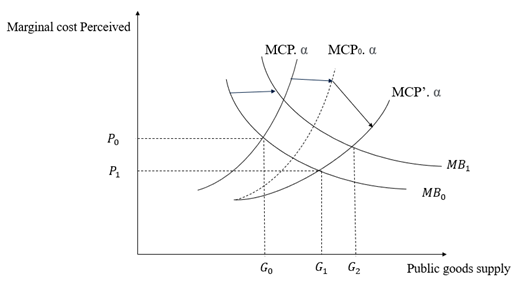 Marginal cost Perceived
MCP. α
MCP₀. α
MCP’. α
P₀
P₁
MB₁
MB₀
G₀
G₁
G₂
Public goods supply